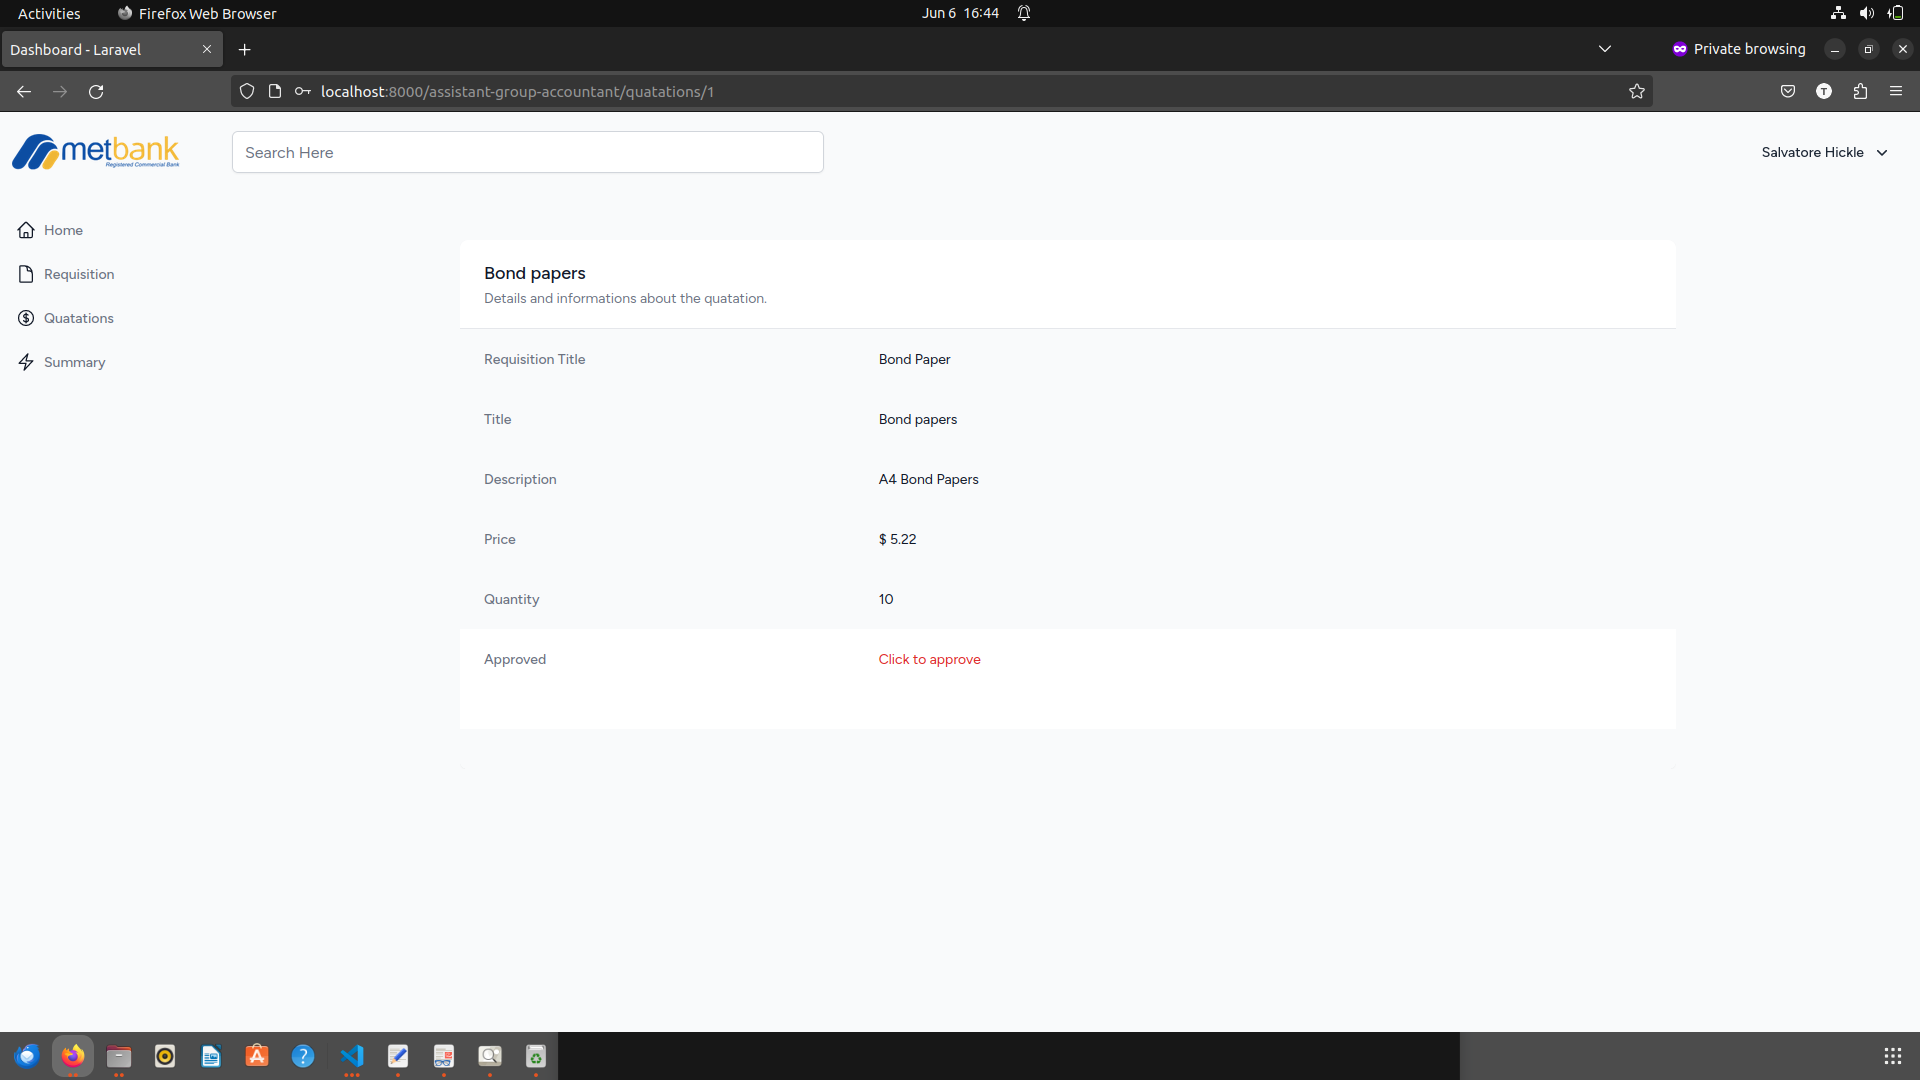 Activities
Firefox Web Browser
Jun 6 16:44
Dashboard - Laravel
Private browsing
localhost:8000/assistant-group-accountant/quatations/1
T
metbank
Registered Commercial Bank
Search Here
Salvatore Hickle
Home
Requisition
Quatations
Summary
Bond papers
Details and informations about the quatation.
Requisition Title Bond Paper
Title Bond papers
Description A4 Bond Papers
Price $ 5.22
Quantity 10
Approved Click to approve